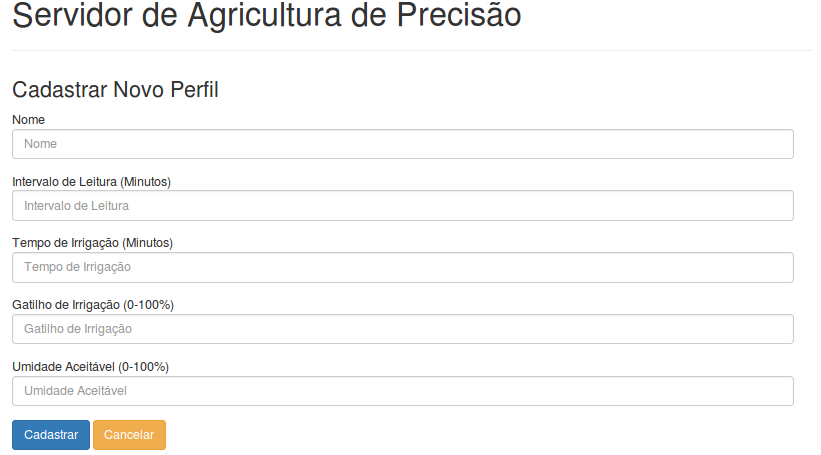 Servidor de Agricultura de Precisão
Cadastrar Novo Perfil
Nome
Nome
Intervalo de Leitura (Minutos)
Intervalo de Leitura
Tempo de Irrigação (Minutos)
Tempo de Irrigação
Gatilho de Irrigação (0-100%)
Gatilho de Irrigação
Umidade Aceitável (0-100%)
Umidade Aceitável
Cadastrar Cancelar